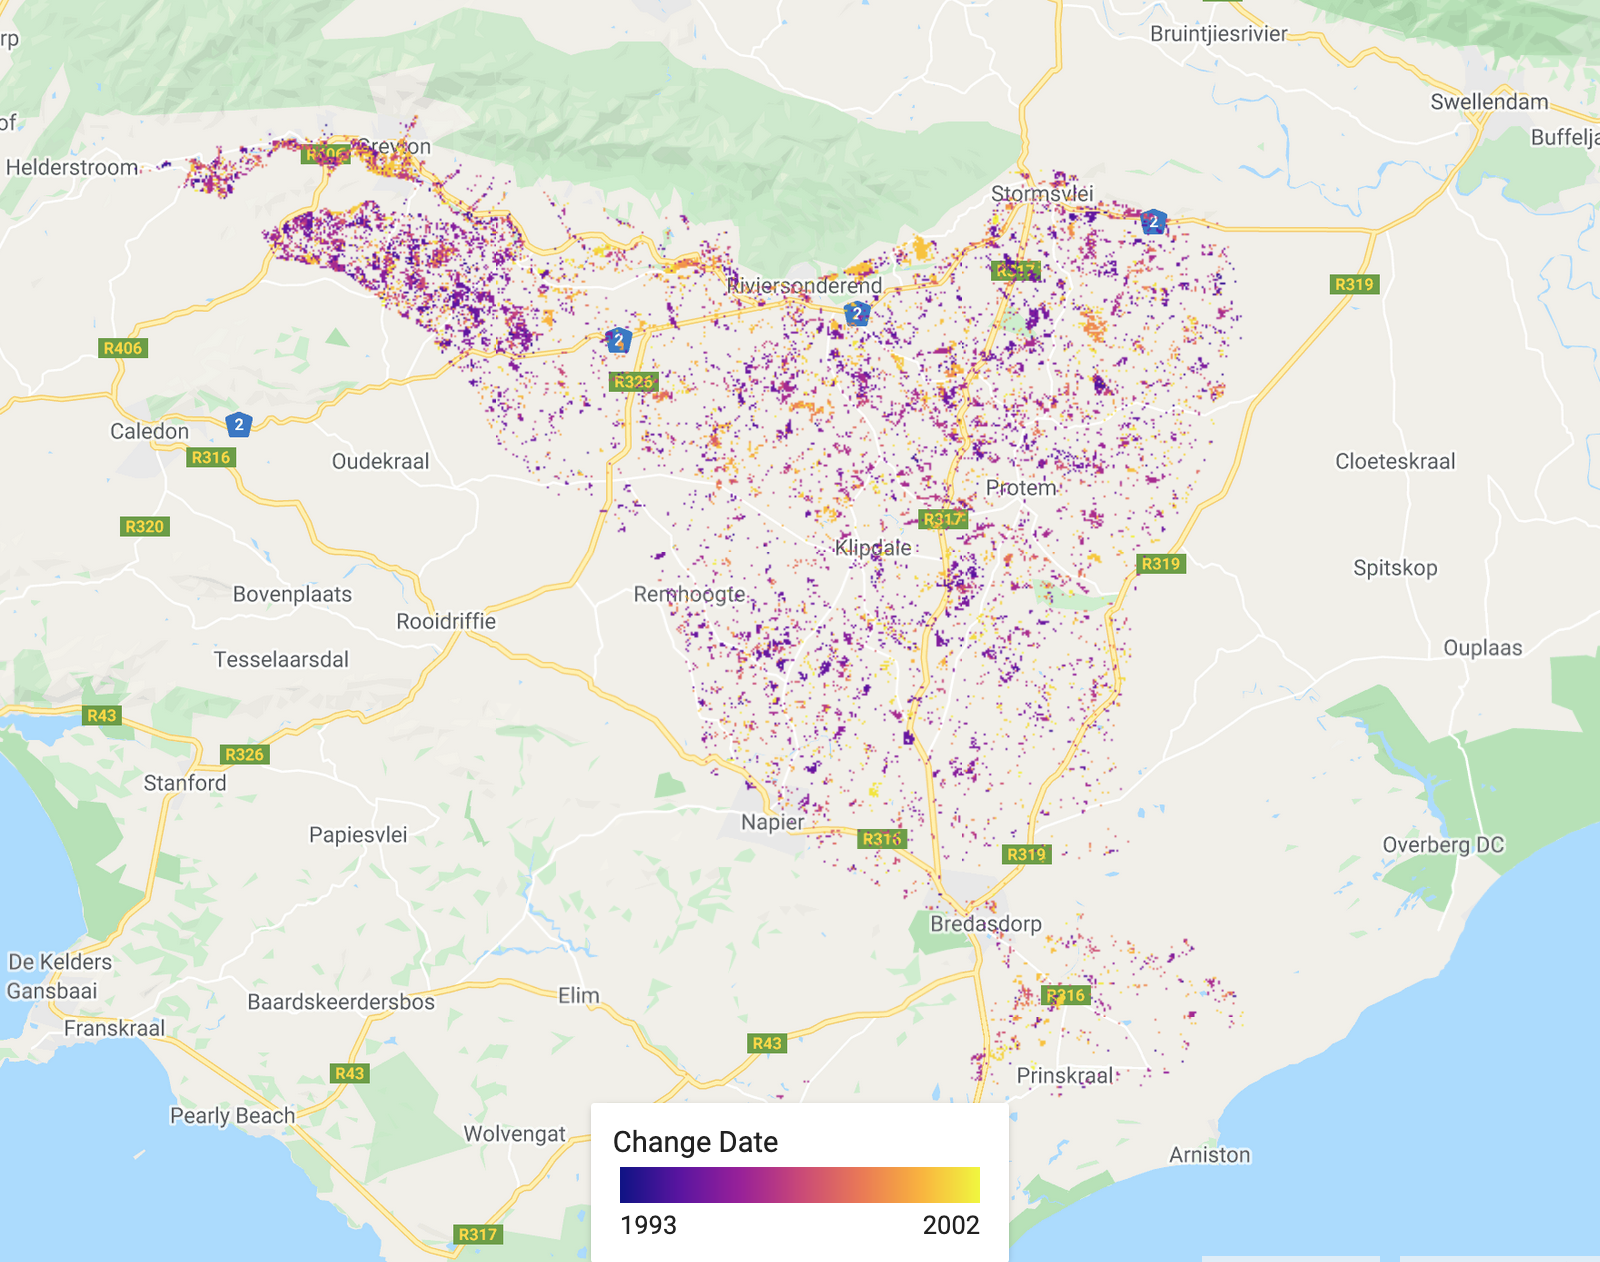 Bruintjiesrivier
rp
Swellendam
of
Buffelja
R406
Greyton
Helderstroom
Stormsvlei
2
R317
Riviersonderend
R319
2
2
R406
R326
2
Caledon
R316
Oudekraal
Cloeteskraal
Protem
R320
R317
Klipdale
R319
Spitskop
Bovenplaats
Remhoogte
Rooidriffie
Ouplaas
Tesselaarsdal
R43
R326
Stanford
Napier
Papiesvlei
R316
R319
Overberg DC
Bredasdorp
De Kelders
Gansbaai
Baardskeerdersbos
Elim
R316
Franskraal
R43
R43
Prinskraal
Pearly Beach
Wolvengat
Change Date
Arniston
1993
2002
R317